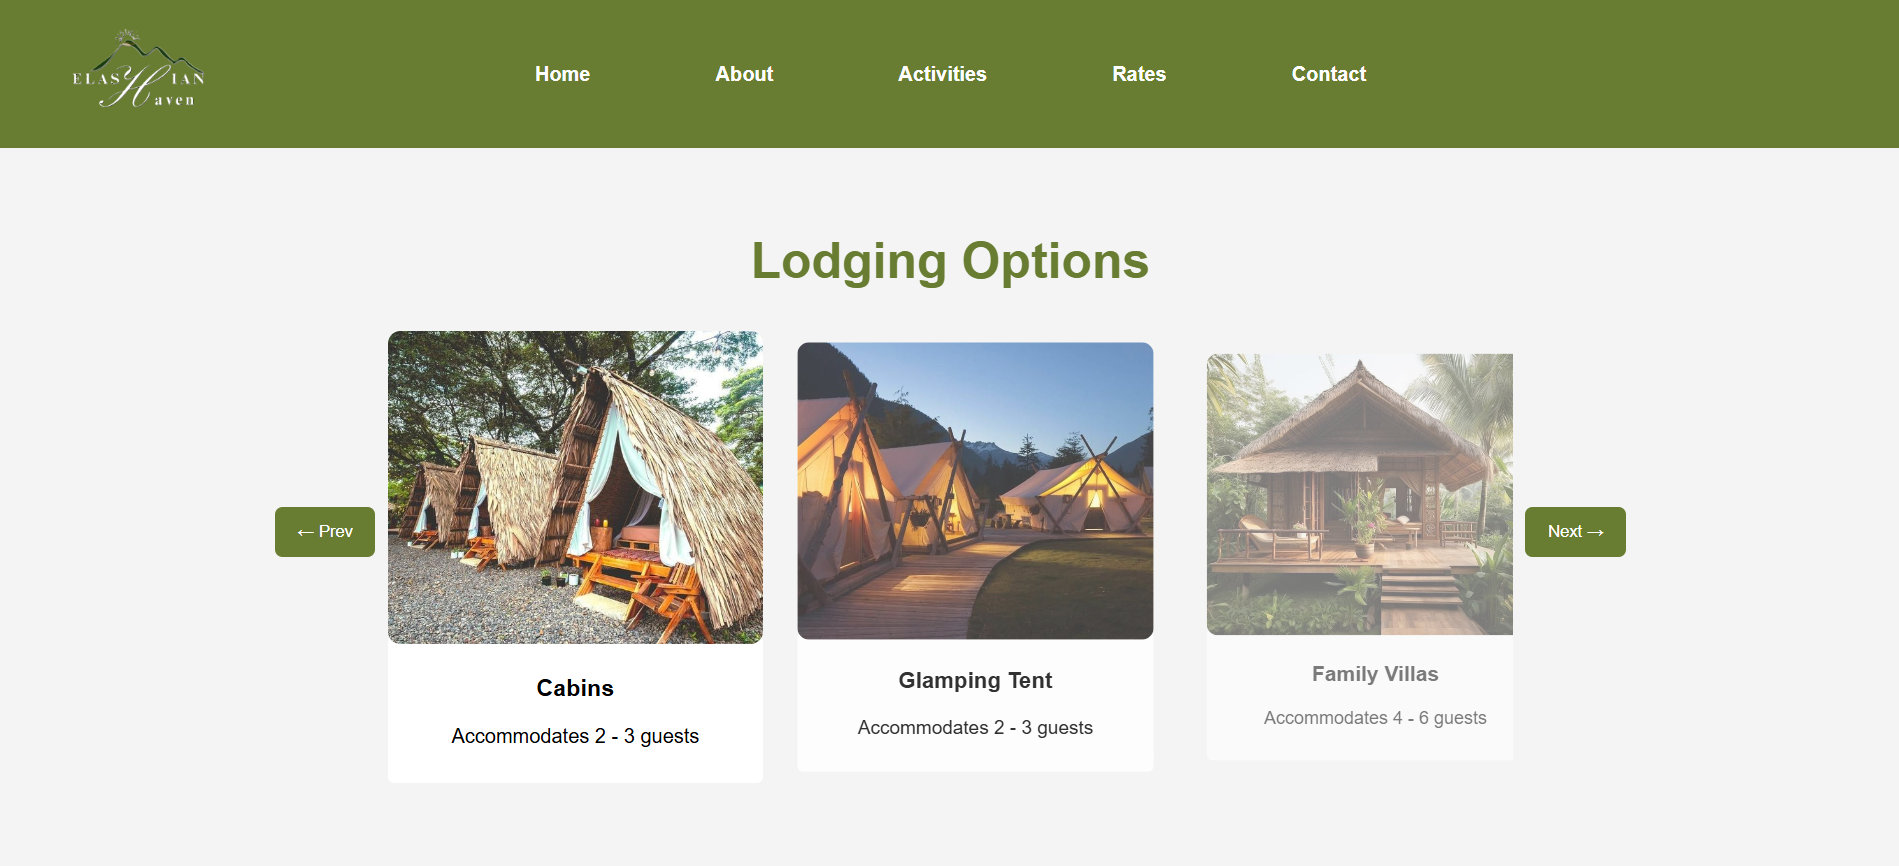 ELASHIAN
Haven
Home
About
Activities
Rates
Contact
Lodging Options
← Prev
Next →
Cabins
Accommodates 2 - 3 guests
Glamping Tent
Accommodates 2 - 3 guests
Family Villas
Accommodates 4 - 6 guests